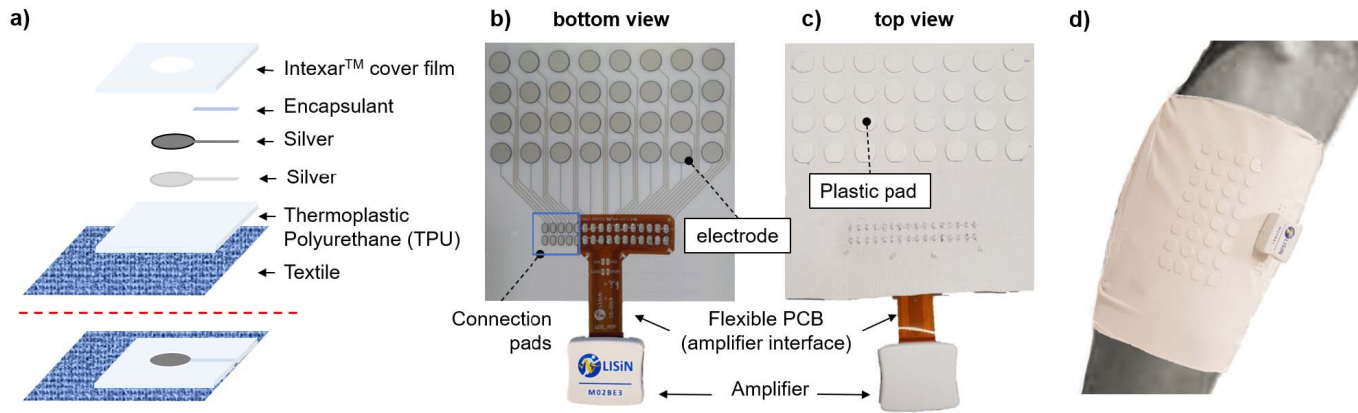 a)
Intexar™ cover film
Encapsulant
Silver
Silver
Thermoplastic
Polyurethane (TPU)
Textile
b)
bottom view
electrode
Connection
pads
LISiN
M02BE3
c)
top view
Plastic pad
Flexible PCB
(amplifier interface)
Amplifier
d)
LISiN